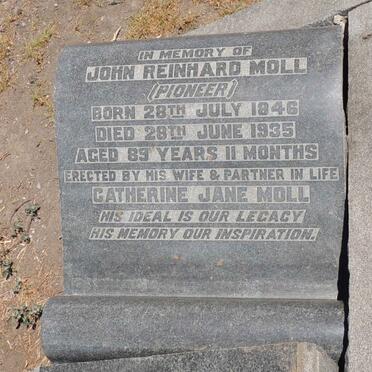 IN MEMORY OF
JOHN REINHARD MOLL
(PIONEER)
BORN 28TH JULY 1846
DIED 28TH JUNE 1935
AGED 89 YEARS 11 MONTHS
ERECTED BY HIS WIFE & PARTNER IN LIFE
CATHERINE JANE MOLL
HIS IDEAL IS OUR LEGACY
HIS MEMORY OUR INSPIRATION.